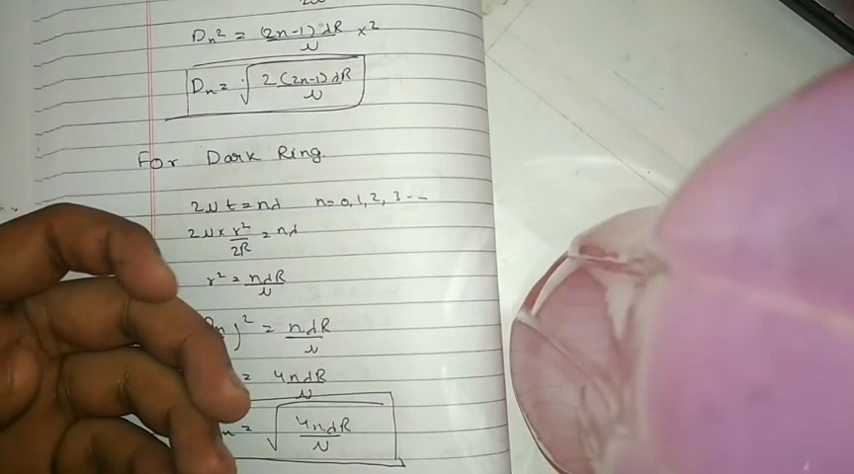 Dn² = (2n-1)λR/μ ×2
Dn = √(2(2n-1)λR/μ)
For Dark Ring.
2μt = nλ n=0,1,2,3---
2μ × r²/2R = nλ
r² = nλR/μ
)² = nλR/μ
= 4nλR/μ
= √(4nλR/μ)